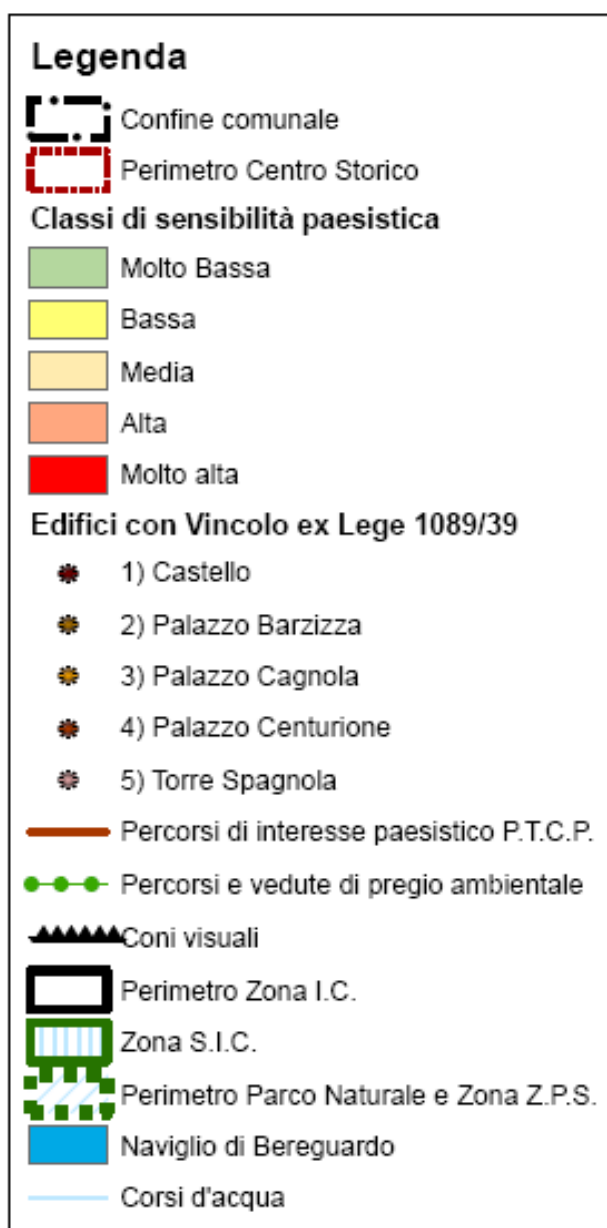 Legenda
Confine comunale
Perimetro Centro Storico
Classi di sensibilità paesistica
Molto Bassa
Bassa
Media
Alta
Molto alta
Edifici con Vincolo ex Lege 1089/39
1) Castello
2) Palazzo Barzizza
3) Palazzo Cagnola
4) Palazzo Centurione
5) Torre Spagnola
Percorsi di interesse paesistico P.T.C.P.
Percorsi e vedute di pregio ambientale
Coni visuali
Perimetro Zona I.C.
Zona S.I.C.
Perimetro Parco Naturale e Zona Z.P.S.
Naviglio di Bereguardo
Corsi d'acqua